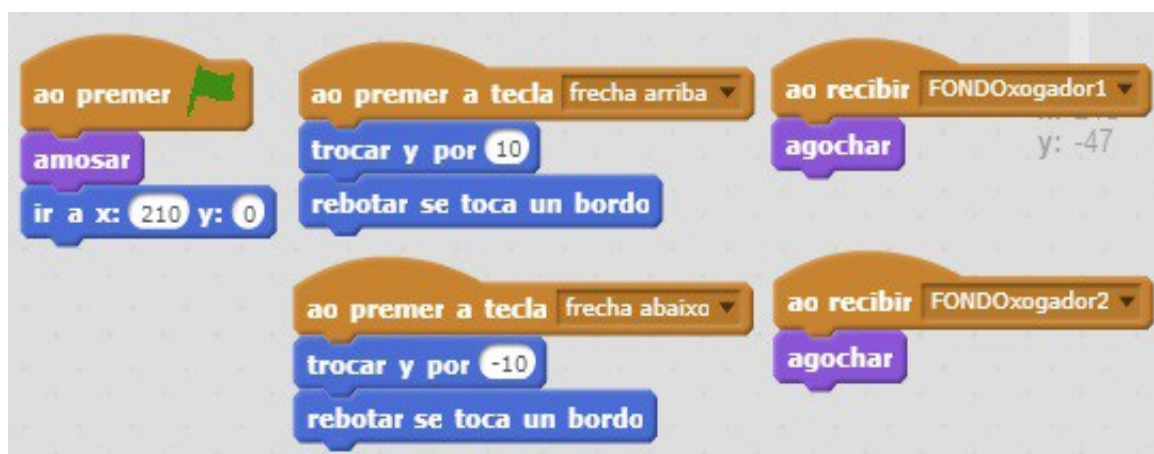 ao premer
amosar
ir a x: 210 y: 0
ao premer a tecla frecha arriba
trocar y por 10
rebotar se toca un bordo
ao premer a tecla frecha abaixo
trocar y por -10
rebotar se toca un bordo
ao recibir FONDOxogador1
agochar
y: -47
ao recibir FONDOxogador2
agochar